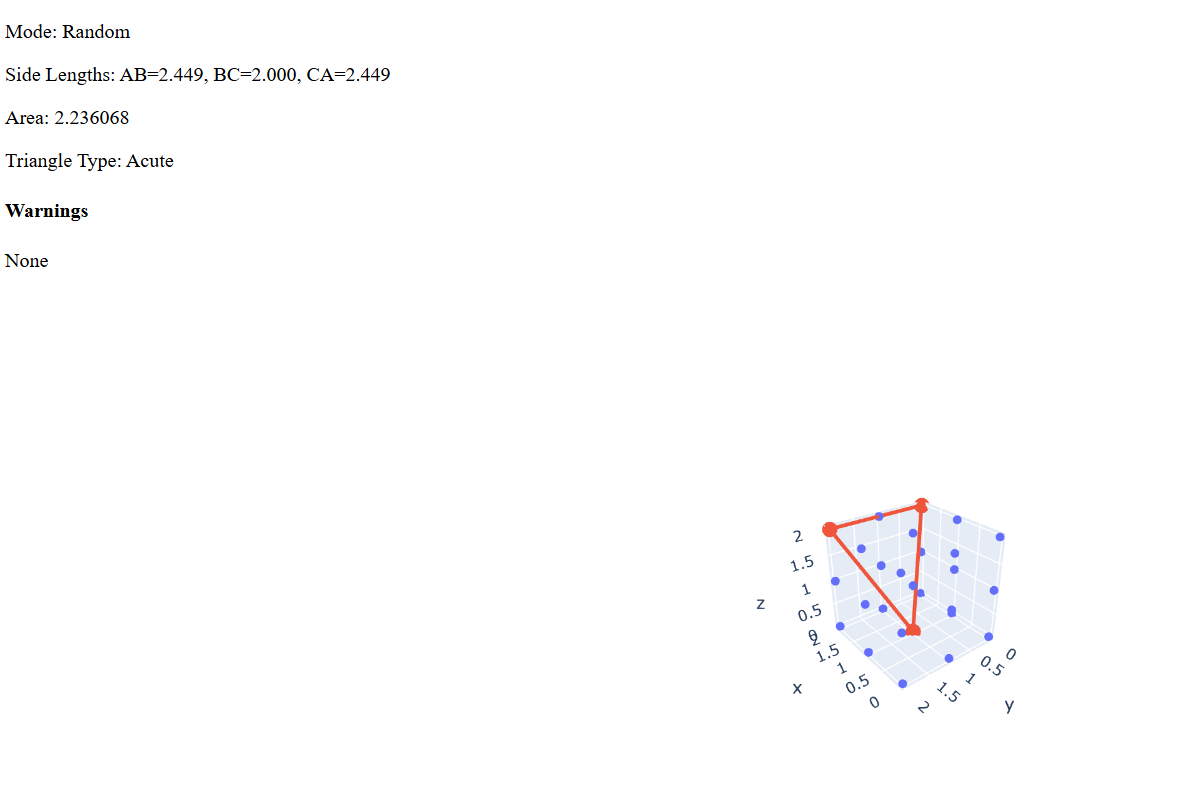 Mode: Random
Side Lengths: AB=2.449, BC=2.000, CA=2.449
Area: 2.236068
Triangle Type: Acute
Warnings
None
2
1.5
1
0.5
0
z
2
1.5
1
0.5
0
x
2
1.5
1
0.5
0
y